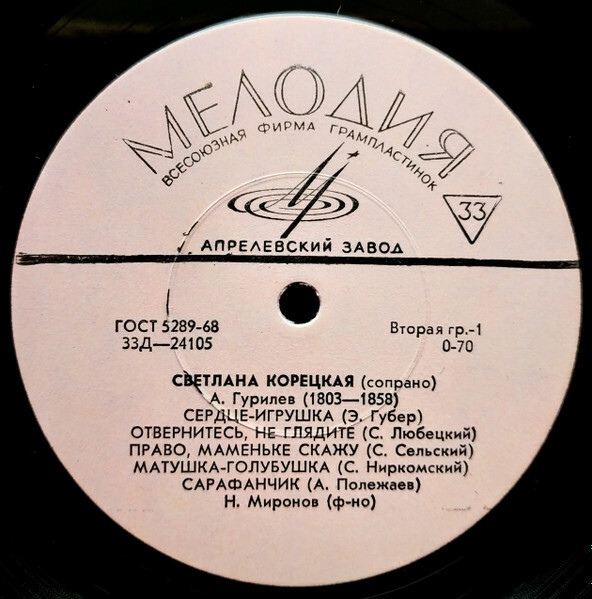 МЕЛОДИЯ
ВСЕСОЮЗНАЯ ФИРМА ГРАМПЛАСТИНОК
33
АПРЕЛЕВСКИЙ ЗАВОД
ГОСТ 5289-68 Вторая гр.-1
33Д—24105 0-70
СВЕТЛАНА КОРЕЦКАЯ (сопрано)
А. Гурилев (1803—1858)
СЕРДЦЕ-ИГРУШКА (Э. Губер)
ОТВЕРНИТЕСЬ, НЕ ГЛЯДИТЕ (С. Любецкий)
ПРАВО, МАМЕНЬКЕ СКАЖУ (С. Сельский)
МАТУШКА-ГОЛУБУШКА (С. Ниркомский)
САРАФАНЧИК (А. Полежаев)
Н. Миронов (ф-но)